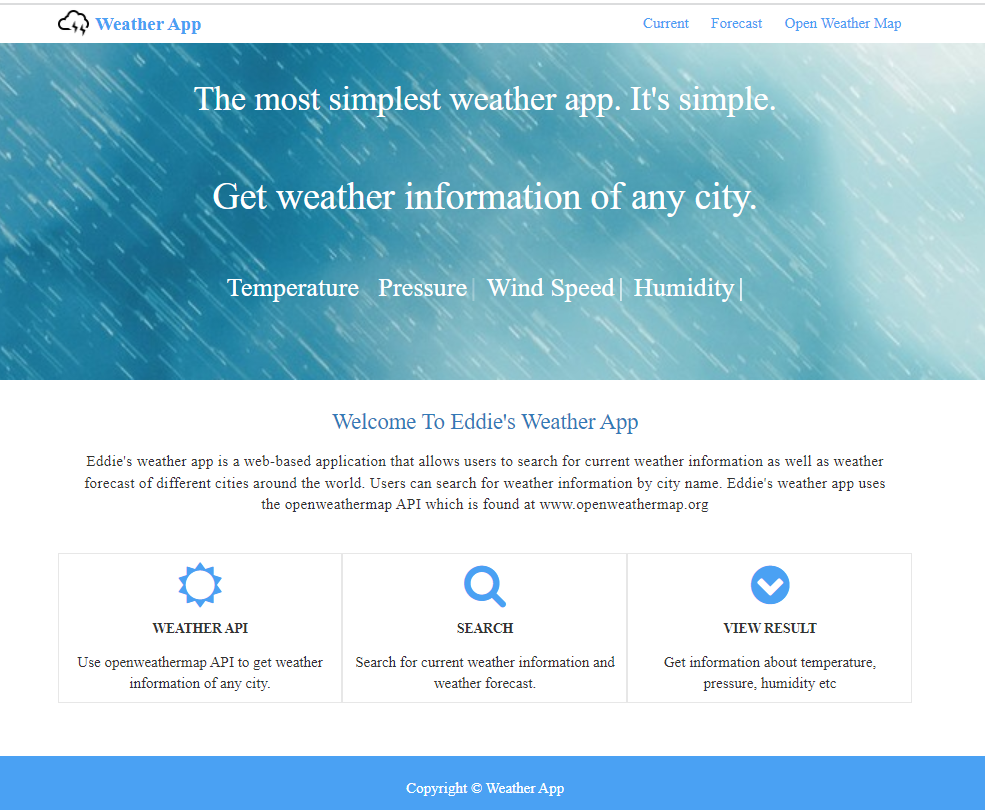 Weather App
Current Forecast Open Weather Map
The most simplest weather app. It's simple.
Get weather information of any city.
Temperature Pressure| Wind Speed| Humidity|
Welcome To Eddie's Weather App
Eddie's weather app is a web-based application that allows users to search for current weather information as well as weather
forecast of different cities around the world. Users can search for weather information by city name. Eddie's weather app uses
the openweathermap API which is found at www.openweathermap.org
WEATHER API
Use openweathermap API to get weather
information of any city.
SEARCH
Search for current weather information and
weather forecast.
VIEW RESULT
Get information about temperature,
pressure, humidity etc
Copyright © Weather App